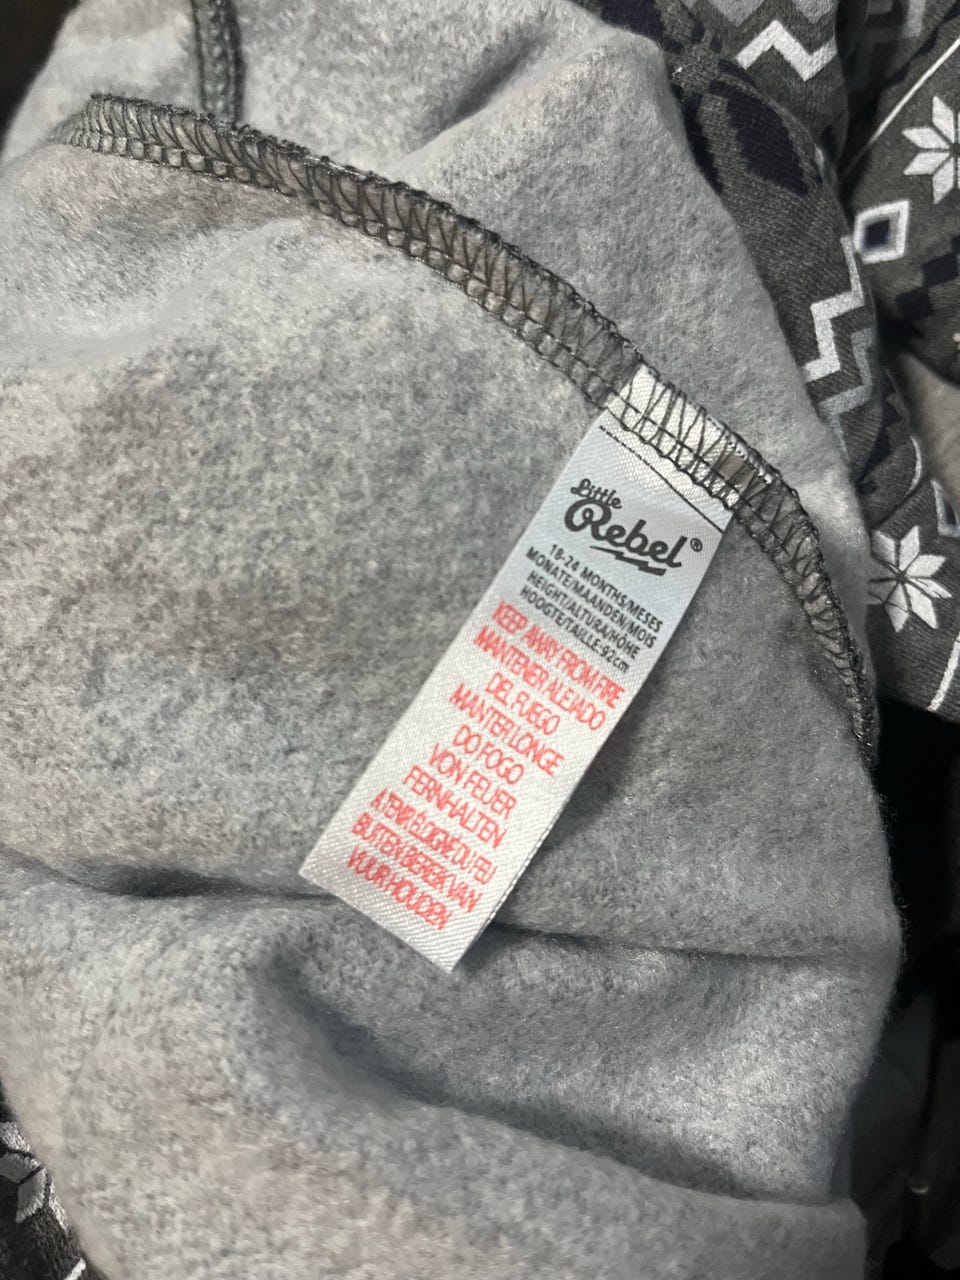 Little
Rebel®
18-24 MONTHS/MESES
MONATE/MAANDEN/MOIS
HEIGHT/ALTURA/HÖHE
HOOGTE/TAILLE:92cm
KEEP AWAY FROM FIRE
MANTENER ALEJADO
DEL FUEGO
MANTER LONGE
DO FOGO
VON FEUER
FERNHALTEN
A TENIR ÉLOIGNE DU FEU
BUITEN BEREIK VAN
VUUR HOUDEN